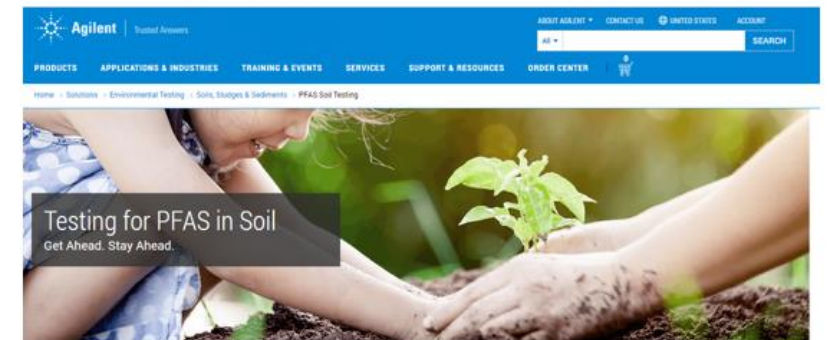 Agilent | Trusted Answers
ABOUT AGILENT CONTACT US UNITED STATES ACCOUNT
All SEARCH
PRODUCTS APPLICATIONS & INDUSTRIES TRAINING & EVENTS SERVICES SUPPORT & RESOURCES ORDER CENTER 0
Home > Solutions > Environmental Testing > Soils, Sludges & Sediments > PFAS Soil Testing
Testing for PFAS in Soil
Get Ahead. Stay Ahead.